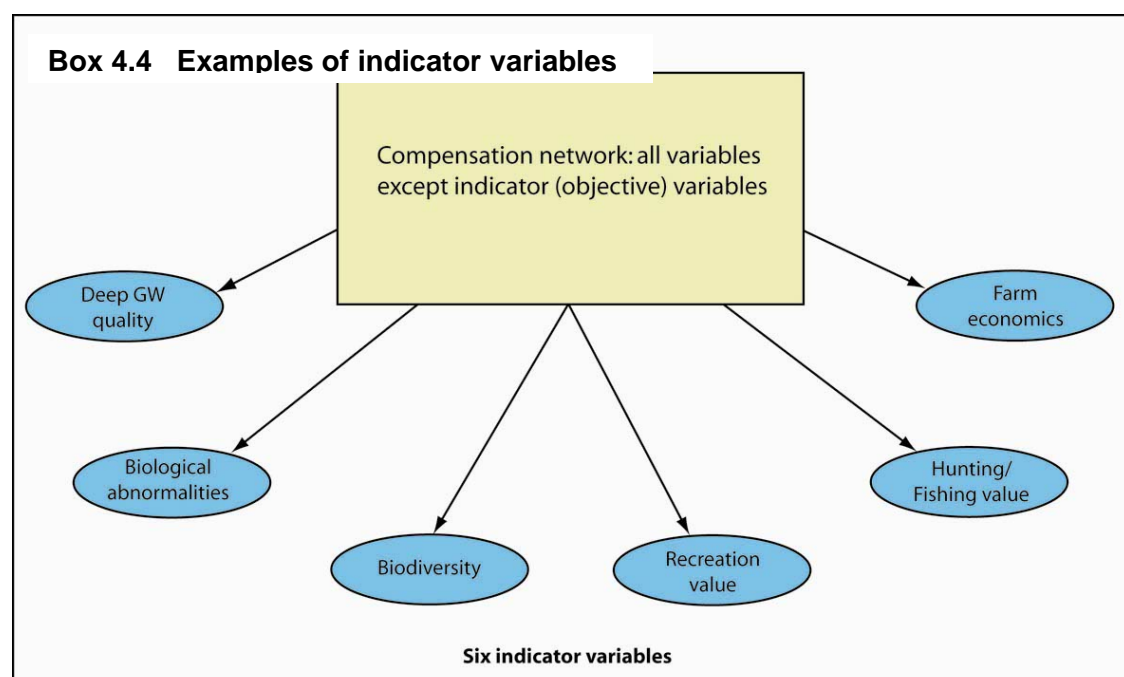 Box 4.4 Examples of indicator variables
Compensation network: all variables
except indicator (objective) variables
Deep GW
quality
Farm
economics
Biological
abnormalities
Hunting/
Fishing value
Biodiversity
Recreation
value
Six indicator variables